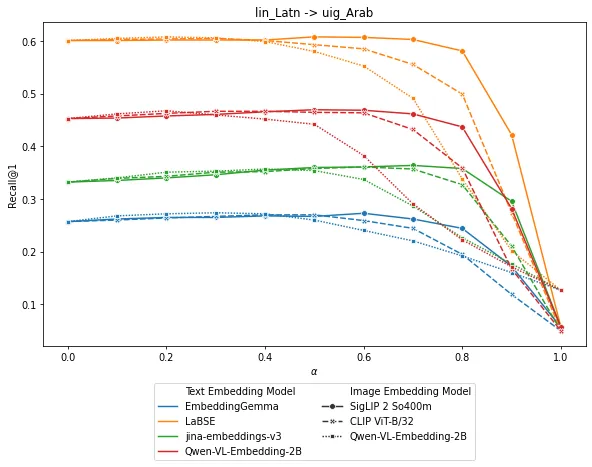 lin_Latn -> uig_Arab
Recall@1
0.6
0.5
0.4
0.3
0.2
0.1
0.0
0.2
0.4
0.6
0.8
1.0
α
Text Embedding Model
EmbeddingGemma
LaBSE
jina-embeddings-v3
Qwen-VL-Embedding-2B
Image Embedding Model
SigLIP 2 So400m
CLIP ViT-B/32
Qwen-VL-Embedding-2B